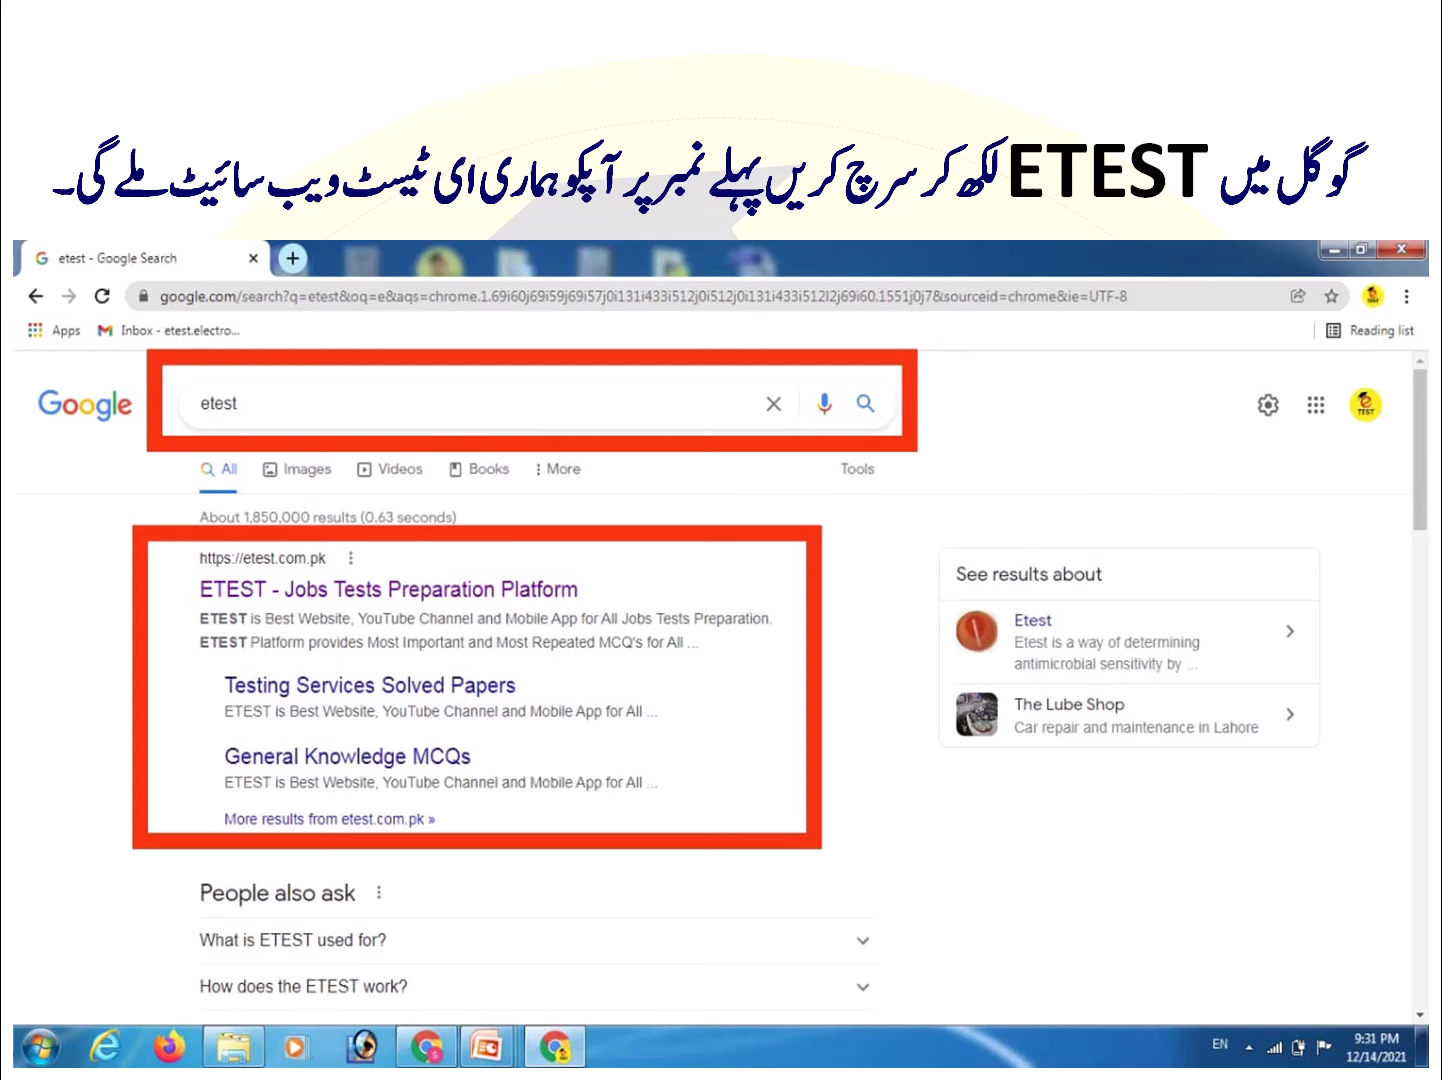 گوگل میں ETEST لکھ کر سرچ کریں پہلے نمبر پر آپکو ہماری ای ٹیسٹ ویب سائیٹ ملے گی۔
etest - Google Search
google.com/search?q=etest&oq=e&aqs=chrome.1.69i60j69i59j69i57j0i131i433i512j0i512j0i131i433i512l2j69i60.1551j0j7&sourceid=chrome&ie=UTF-8
Apps Inbox - etest.electro... Reading list
Google etest
e TEST
All Images Videos Books More Tools
About 1,850,000 results (0.63 seconds)
https://etest.com.pk
ETEST - Jobs Tests Preparation Platform
ETEST is Best Website, YouTube Channel and Mobile App for All Jobs Tests Preparation.
ETEST Platform provides Most Important and Most Repeated MCQ's for All ...
Testing Services Solved Papers
ETEST is Best Website, YouTube Channel and Mobile App for All ...
General Knowledge MCQs
ETEST is Best Website, YouTube Channel and Mobile App for All ...
More results from etest.com.pk »
See results about
Etest
Etest is a way of determining
antimicrobial sensitivity by ...
The Lube Shop
Car repair and maintenance in Lahore
People also ask
What is ETEST used for?
How does the ETEST work?
EN 9:31 PM
12/14/2021